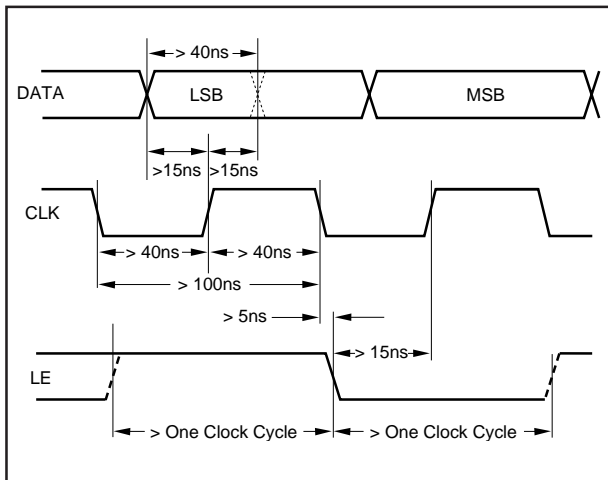 > 40ns
DATA
LSB
MSB
>15ns
>15ns
CLK
> 40ns
> 40ns
> 100ns
> 5ns
> 15ns
LE
> One Clock Cycle
> One Clock Cycle